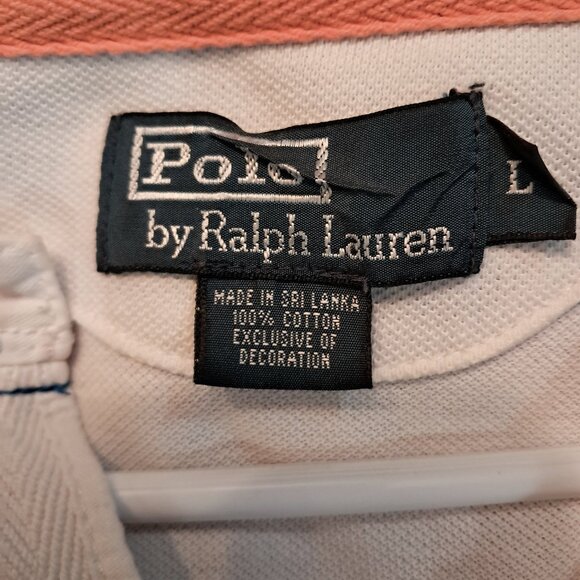 Polo
by Ralph Lauren
L
MADE IN SRI LANKA
100% COTTON
EXCLUSIVE OF
DECORATION